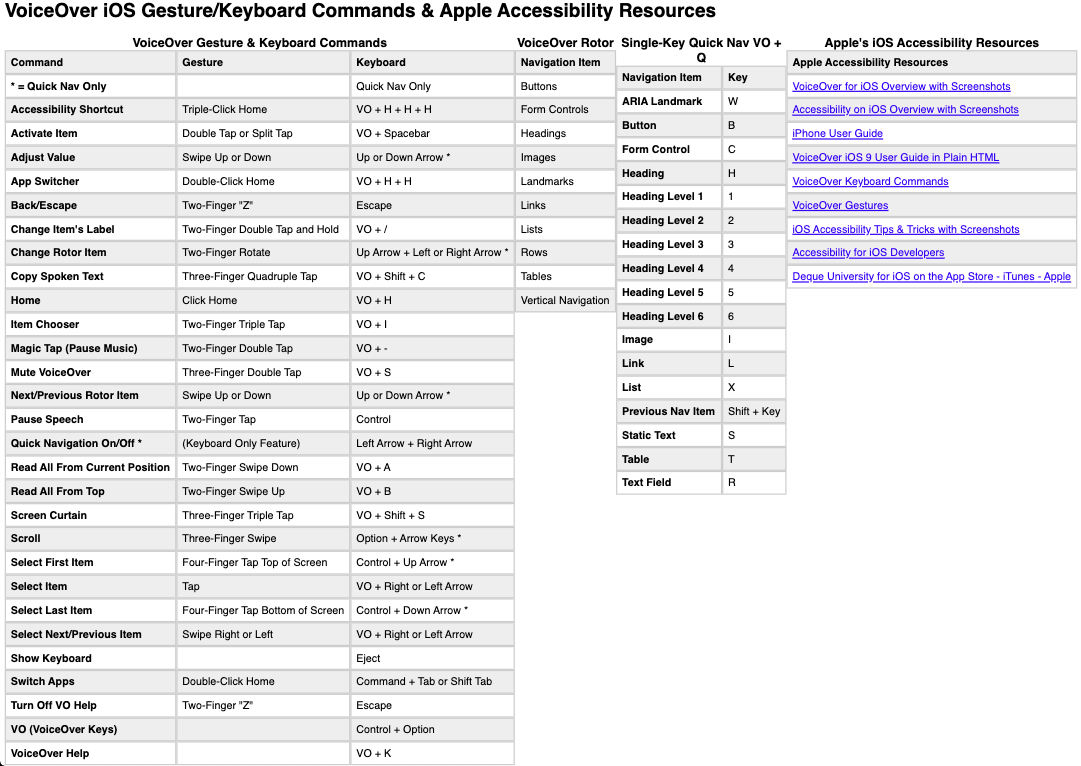 VoiceOver iOS Gesture/Keyboard Commands & Apple Accessibility Resources
VoiceOver Gesture & Keyboard Commands
Command Gesture Keyboard
* = Quick Nav Only Quick Nav Only
Accessibility Shortcut Triple-Click Home VO + H + H + H
Activate Item Double Tap or Split Tap VO + Spacebar
Adjust Value Swipe Up or Down Up or Down Arrow *
App Switcher Double-Click Home VO + H + H
Back/Escape Two-Finger "Z" Escape
Change Item's Label Two-Finger Double Tap and Hold VO + /
Change Rotor Item Two-Finger Rotate Up Arrow + Left or Right Arrow *
Copy Spoken Text Three-Finger Quadruple Tap VO + Shift + C
Home Click Home VO + H
Item Chooser Two-Finger Triple Tap VO + I
Magic Tap (Pause Music) Two-Finger Double Tap VO + -
Mute VoiceOver Three-Finger Double Tap VO + S
Next/Previous Rotor Item Swipe Up or Down Up or Down Arrow *
Pause Speech Two-Finger Tap Control
Quick Navigation On/Off * (Keyboard Only Feature) Left Arrow + Right Arrow
Read All From Current Position Two-Finger Swipe Down VO + A
Read All From Top Two-Finger Swipe Up VO + B
Screen Curtain Three-Finger Triple Tap VO + Shift + S
Scroll Three-Finger Swipe Option + Arrow Keys *
Select First Item Four-Finger Tap Top of Screen Control + Up Arrow *
Select Item Tap VO + Right or Left Arrow
Select Last Item Four-Finger Tap Bottom of Screen Control + Down Arrow *
Select Next/Previous Item Swipe Right or Left VO + Right or Left Arrow
Show Keyboard Eject
Switch Apps Double-Click Home Command + Tab or Shift Tab
Turn Off VO Help Two-Finger "Z" Escape
VO (VoiceOver Keys) Control + Option
VoiceOver Help VO + K
VoiceOver Rotor
Navigation Item
Buttons
Form Controls
Headings
Images
Landmarks
Links
Lists
Rows
Tables
Vertical Navigation
Single-Key Quick Nav VO +
Q
Navigation Item Key
ARIA Landmark W
Button B
Form Control C
Heading H
Heading Level 1 1
Heading Level 2 2
Heading Level 3 3
Heading Level 4 4
Heading Level 5 5
Heading Level 6 6
Image I
Link L
List X
Previous Nav Item Shift + Key
Static Text S
Table T
Text Field R
Apple's iOS Accessibility Resources
Apple Accessibility Resources
VoiceOver for iOS Overview with Screenshots
Accessibility on iOS Overview with Screenshots
iPhone User Guide
VoiceOver iOS 9 User Guide in Plain HTML
VoiceOver Keyboard Commands
VoiceOver Gestures
iOS Accessibility Tips & Tricks with Screenshots
Accessibility for iOS Developers
Deque University for iOS on the App Store - iTunes - Apple